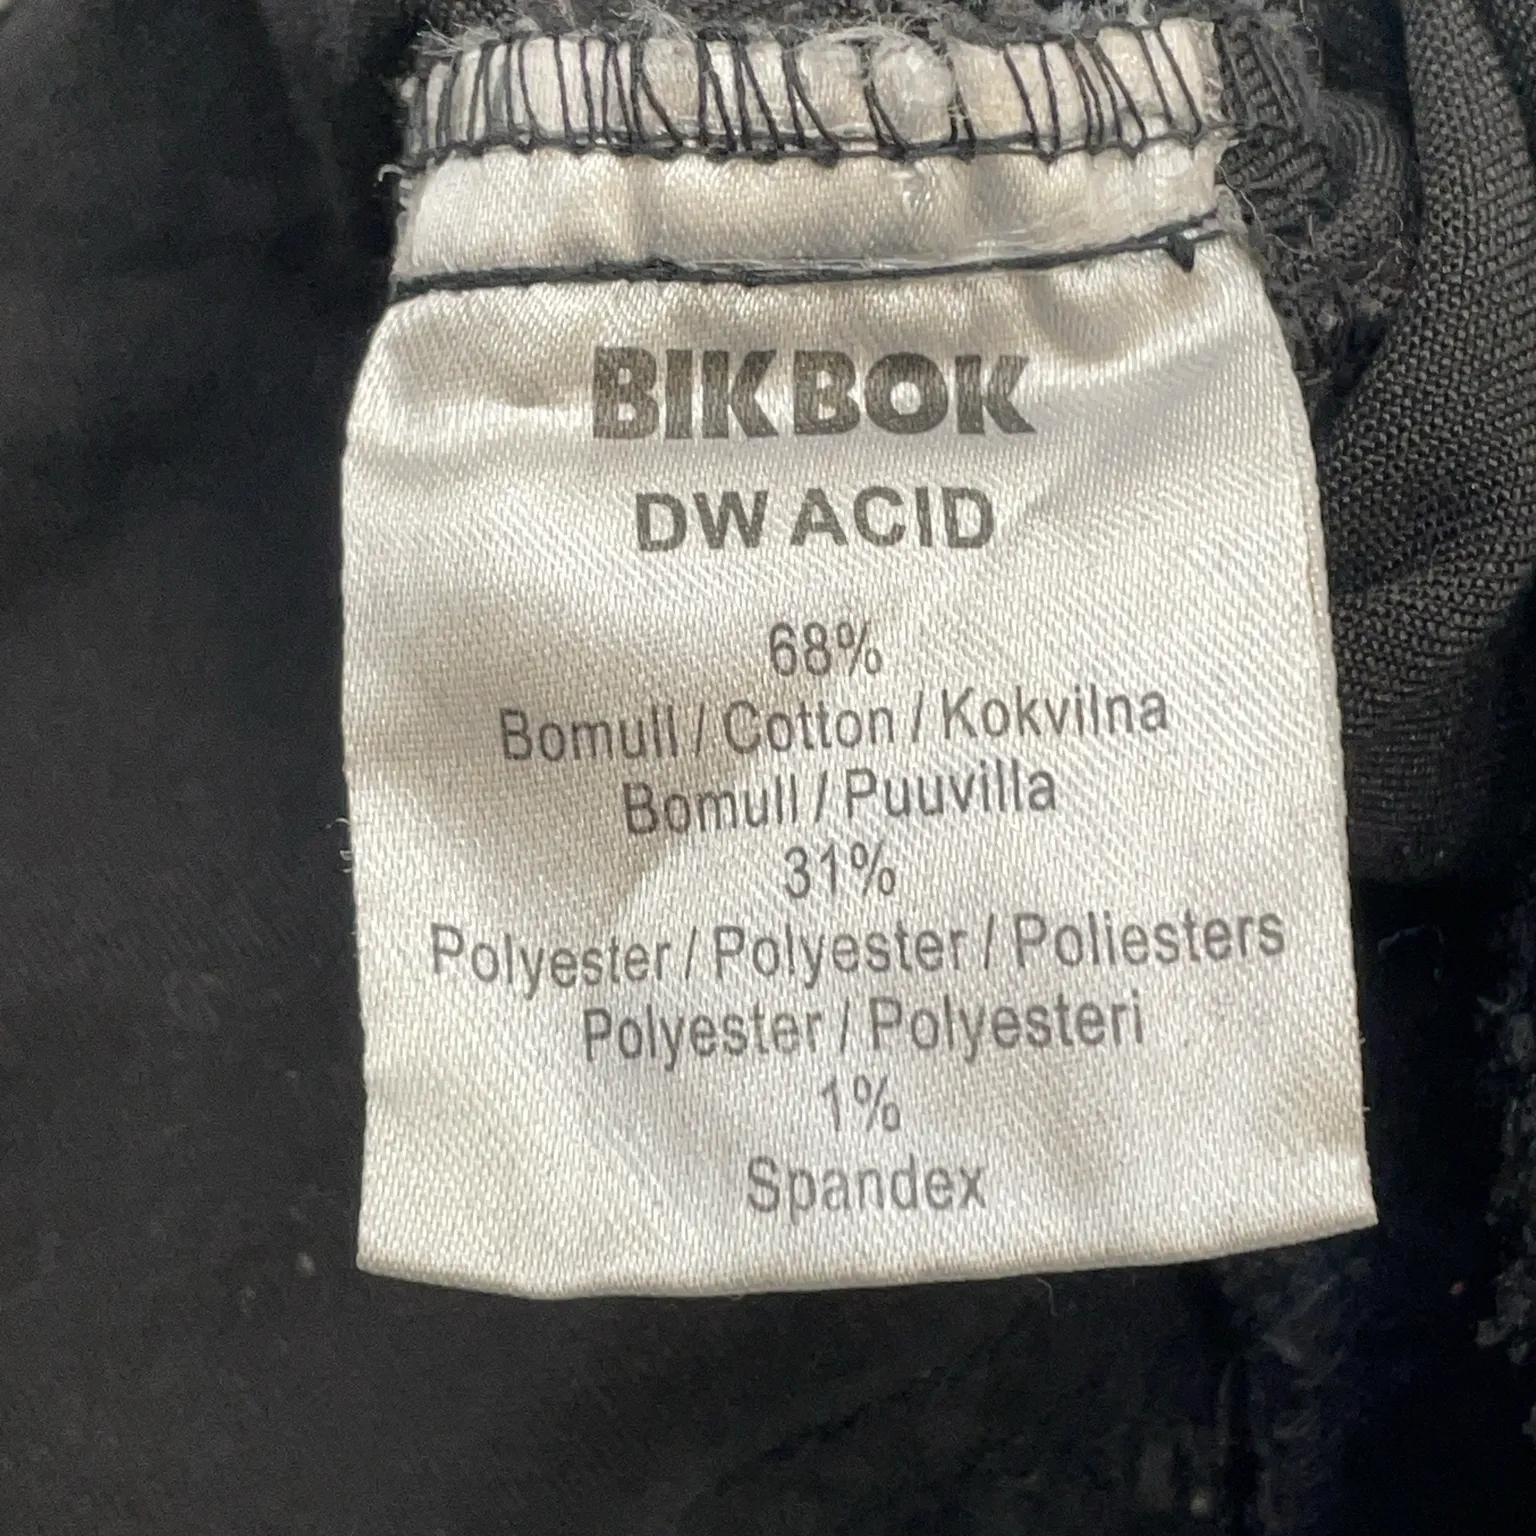 BIKBOK
DW ACID
68%
Bomull / Cotton / Kokvilna
Bomull / Puuvilla
31%
Polyester / Polyester / Poliesters
Polyester / Polyesteri
1%
Spandex